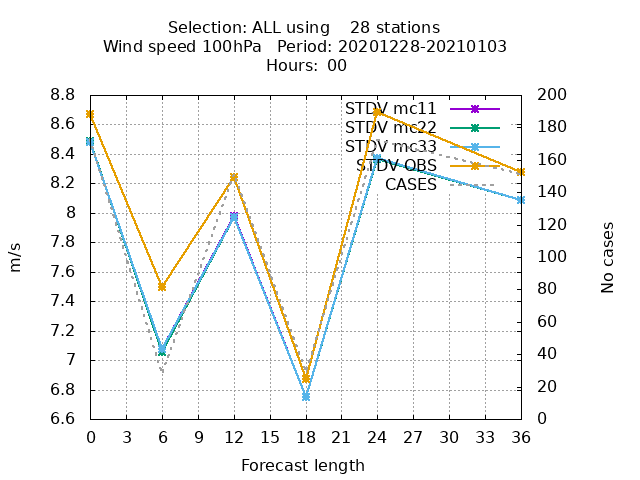 Selection: ALL using    28 stations
Wind speed 100hPa   Period: 20201228-20210103
Hours: 00
STDV mc11
STDV mc22
STDV mc33
STDV OBS
CASES
8.8
8.6
8.4
8.2
8
7.8
7.6
7.4
7.2
7
6.8
6.6
m/s
200
180
160
140
120
100
80
60
40
20
0
No cases
0 3 6 9 12 15 18 21 24 27 30 33 36
Forecast length